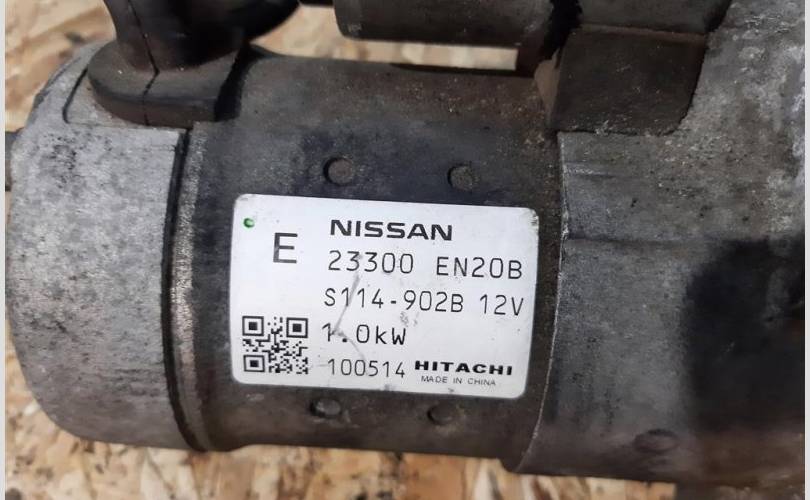 NISSAN
E 23300 EN20B
S114-902B 12V
1.0kW
100514 HITACHI
MADE IN CHINA